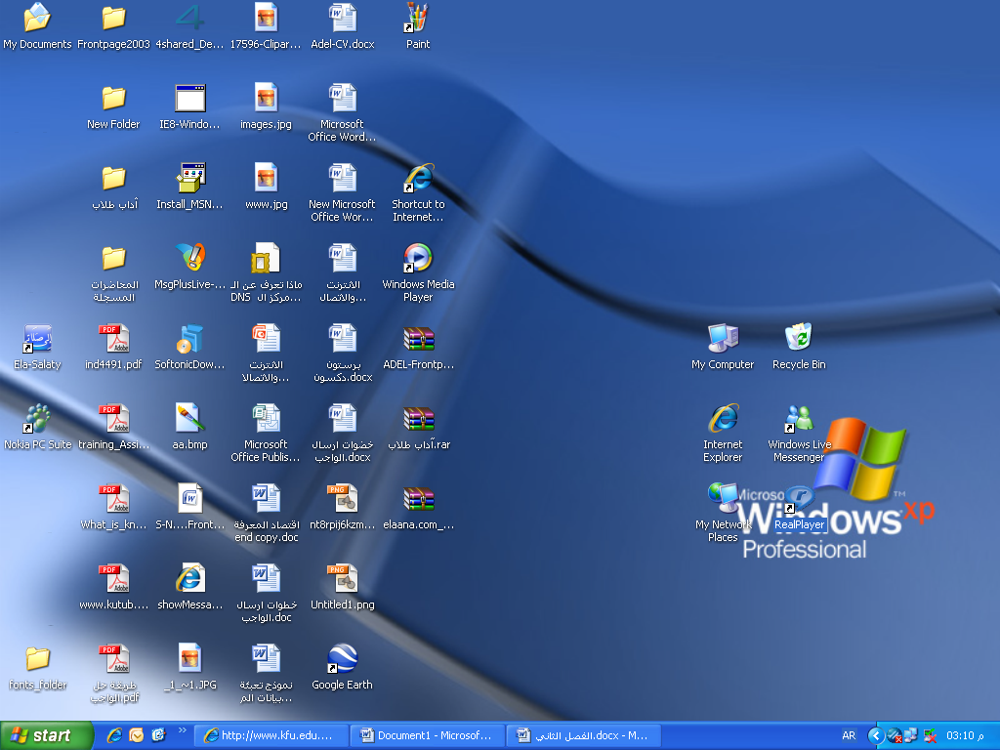 My Documents
Frontpage2003
4shared_De...
17596-Clipar...
Adel-CV.docx
Paint
New Folder
IE8-Windo...
images.jpg
Microsoft
Office Word...
آداب طلاب
Install_MSN...
www.jpg
New Microsoft
Office Wor...
Shortcut to
Internet...
المحاضرات
المسجلة
MsgPlusLive-...
ماذا تعرف عن الـ
مركز ال DNS...
الانترنت
والاتصال...
Windows Media
Player
Ela-Salaty
ind4491.pdf
SoftonicDow...
الانترنت
والاتصالا...
برستون
دكسون.docx
ADEL-Frontp...
My Computer
Recycle Bin
Nokia PC Suite
training_Assi...
aa.bmp
Microsoft
Office Publis...
خضوات ارسال
الواجب.docx
آداب طلاب.rar
Internet
Explorer
Windows Live
Messenger
What_is_kn...
S-N....Front...
اقتصاد المعرفة
end copy.doc
nt8rpij6kzm...
elaana.com_...
My Network
Places
RealPlayer
Microso
Windows xp
TM
Professional
www.kutub....
showMessa...
خطوات ارسال
الواجب.doc
Untitled1.png
fonts_folder
طريقة حل
الواجب.pdf
_1_~1.JPG
نموذج تعبئة
بيانات الم...
Google Earth
start
http://www.kfu.edu....
Document1 - Microsof...
الفصل الثاني.docx - M...
AR
03:10 م